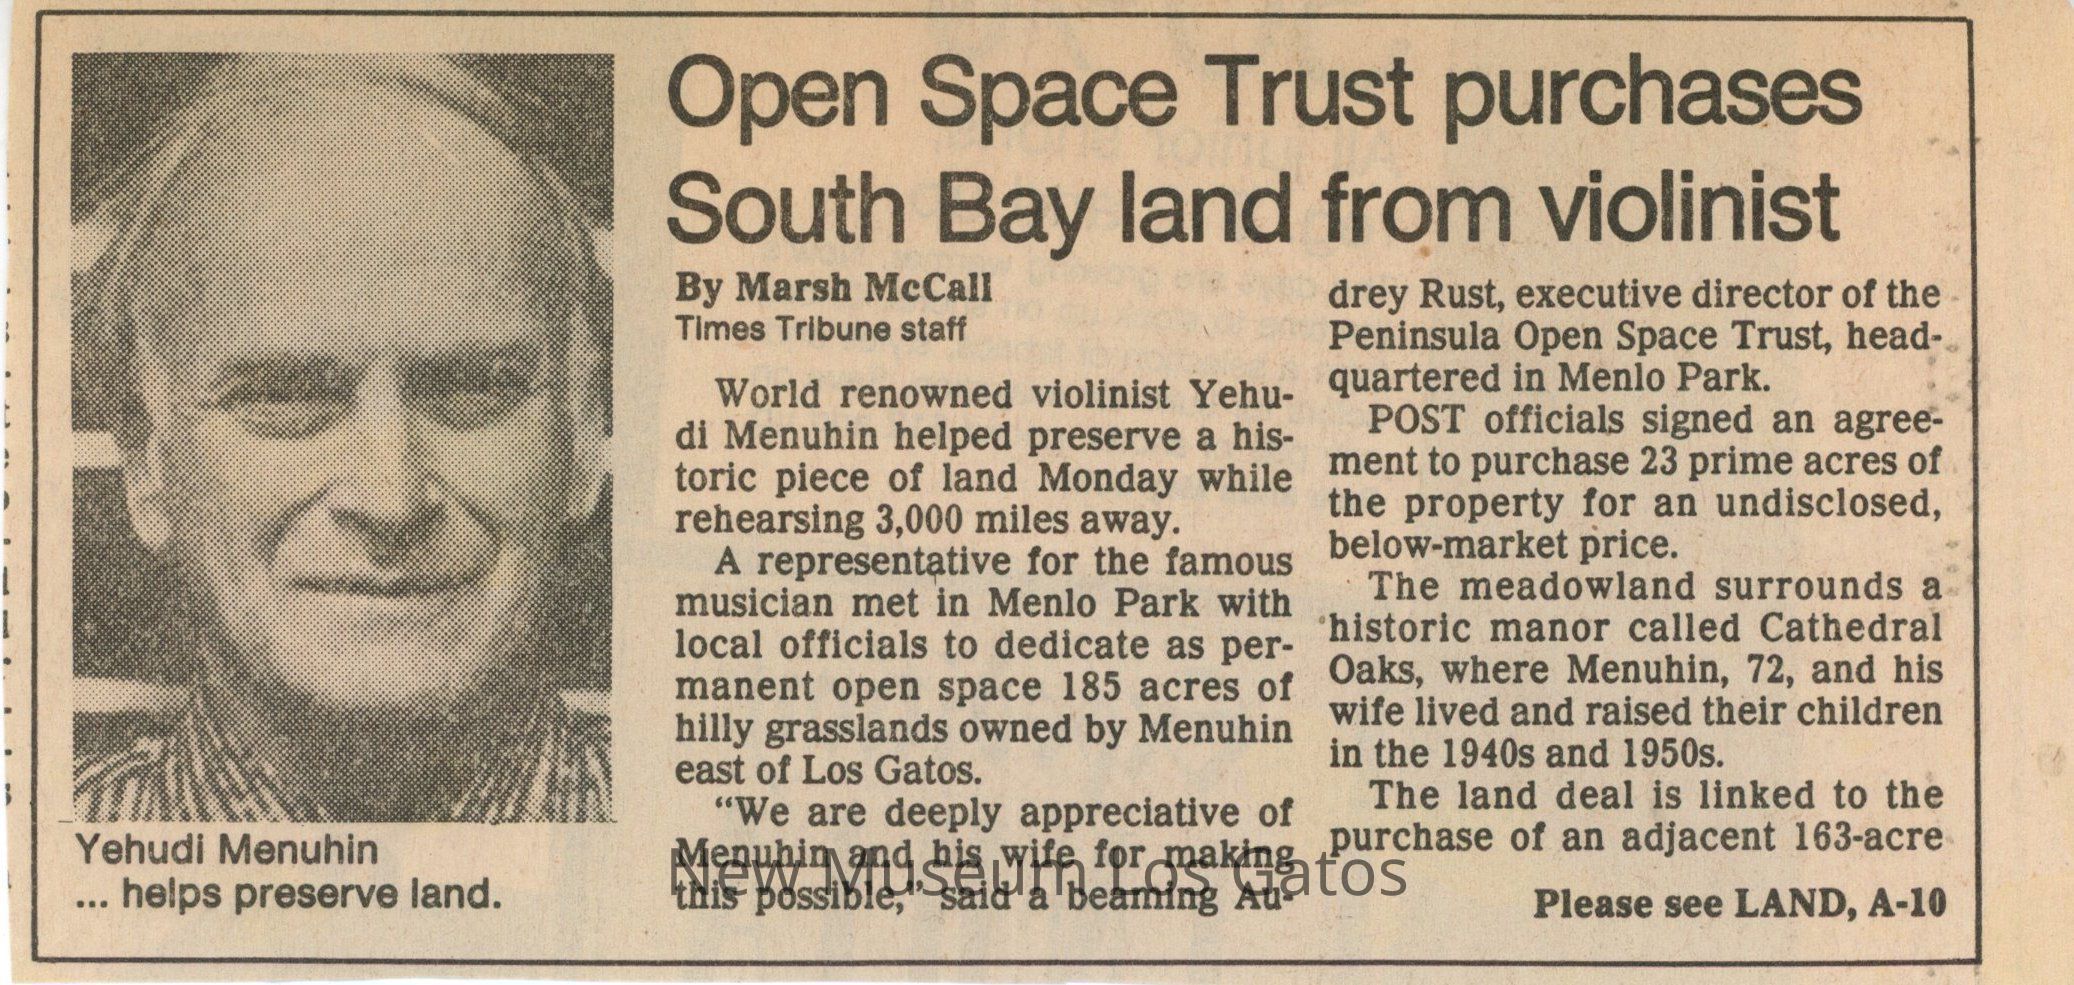 Open Space Trust purchases
South Bay land from violinist
By Marsh McCall
Times Tribune staff
World renowned violinist Yehu-
di Menuhin helped preserve a his-
toric piece of land Monday while
rehearsing 3,000 miles away.
A representative for the famous
musician met in Menlo Park with
local officials to dedicate as per-
manent open space 185 acres of
hilly grasslands owned by Menuhin
east of Los Gatos.
“We are deeply appreciative of
Menuhin and his wife for making
this possible,” said a beaming Au-
drey Rust, executive director of the
Peninsula Open Space Trust, head-
quartered in Menlo Park.
POST officials signed an agree-
ment to purchase 23 prime acres of
the property for an undisclosed,
below-market price.
The meadowland surrounds a
historic manor called Cathedral
Oaks, where Menuhin, 72, and his
wife lived and raised their children
in the 1940s and 1950s.
The land deal is linked to the
purchase of an adjacent 163-acre
Please see LAND, A-10
Yehudi Menuhin
... helps preserve land.
New Museum Los Gatos